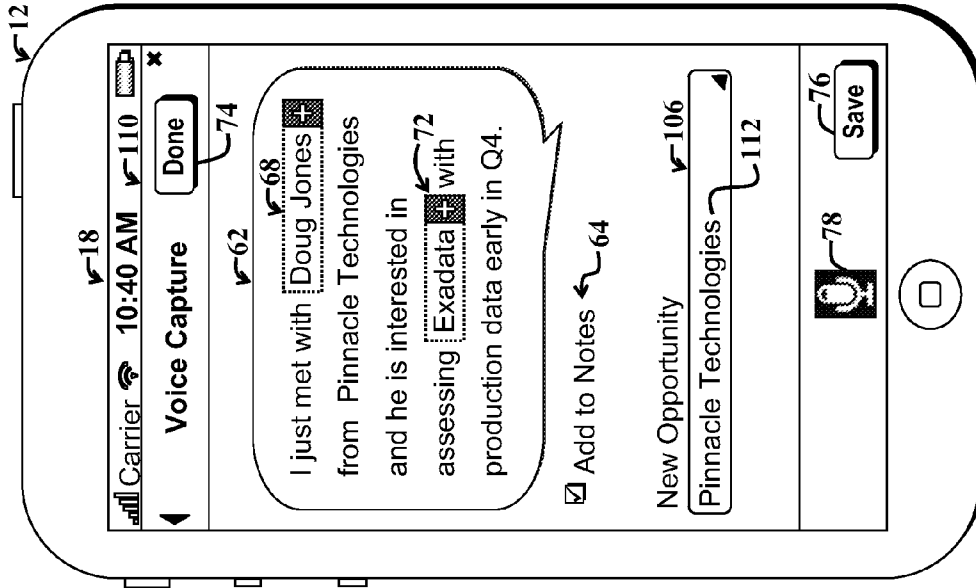 12
18
Carrier 10:40 AM 110
Voice Capture Done ×
74
62
68
I just met with Doug Jones +
from Pinnacle Technologies
and he is interested in 72
assessing Exadata + with
production data early in Q4.
Add to Notes 64
New Opportunity 106
Pinnacle Technologies
112
78
76
Save